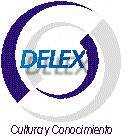 DELEX
Cultura y Conocimiento